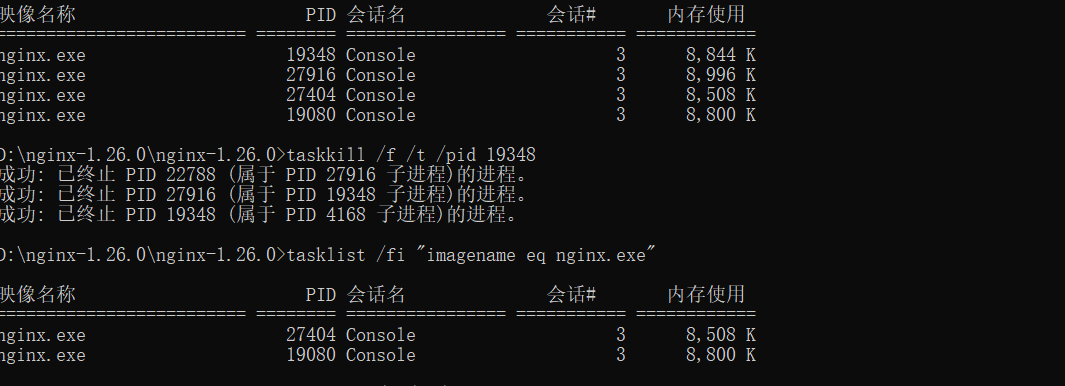 映像名称 PID 会话名 会话# 内存使用
========================= ======== ================ =========== ============
nginx.exe 19348 Console 3 8,844 K
nginx.exe 27916 Console 3 8,996 K
nginx.exe 27404 Console 3 8,508 K
nginx.exe 19080 Console 3 8,800 K
D:\nginx-1.26.0\nginx-1.26.0>taskkill /f /t /pid 19348
成功: 已终止 PID 22788 (属于 PID 27916 子进程)的进程。
成功: 已终止 PID 27916 (属于 PID 19348 子进程)的进程。
成功: 已终止 PID 19348 (属于 PID 4168 子进程)的进程。
D:\nginx-1.26.0\nginx-1.26.0>tasklist /fi "imagename eq nginx.exe"
映像名称 PID 会话名 会话# 内存使用
========================= ======== ================ =========== ============
nginx.exe 27404 Console 3 8,508 K
nginx.exe 19080 Console 3 8,800 K